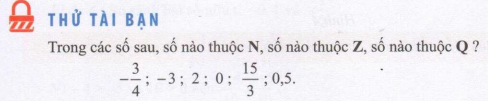 THỬ TÀI BẠN
Trong các số sau, số nào thuộc N, số nào thuộc Z, số nào thuộc Q ?
-3/4 ; -3 ; 2 ; 0 ; 15/3 ; 0,5.